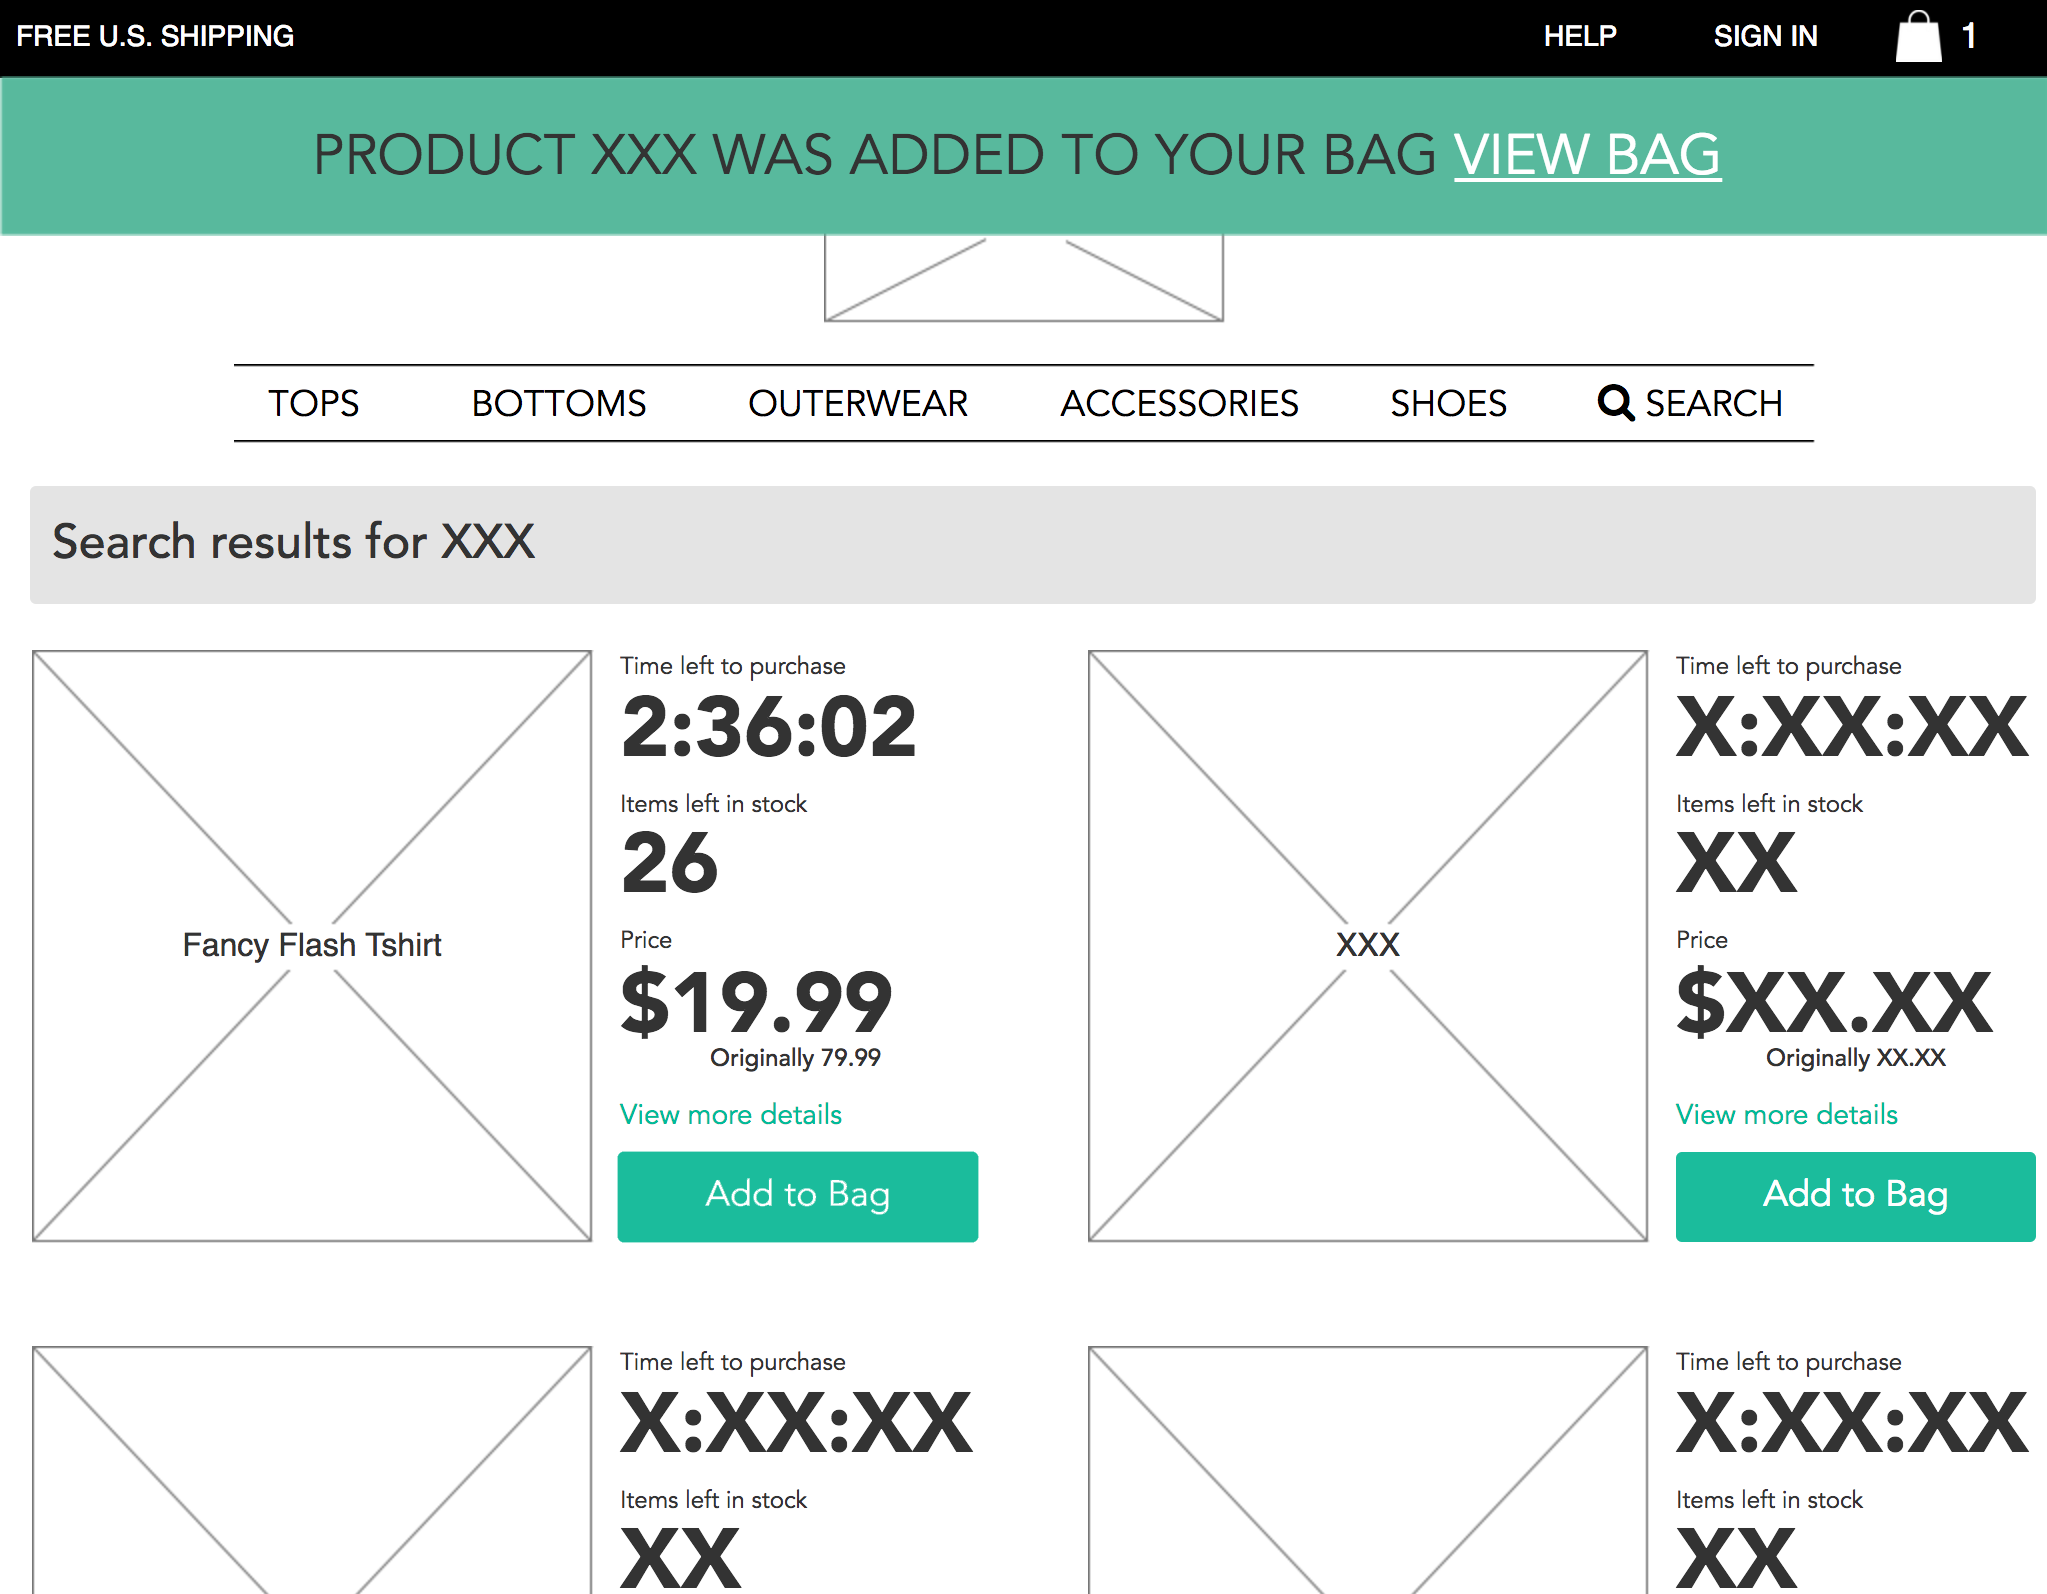 FREE U.S. SHIPPING
HELP
SIGN IN
1
PRODUCT XXX WAS ADDED TO YOUR BAG VIEW BAG
TOPS
BOTTOMS
OUTERWEAR
ACCESSORIES
SHOES
SEARCH
Search results for XXX
Fancy Flash Tshirt
Time left to purchase
2:36:02
Items left in stock
26
Price
$19.99
Originally 79.99
View more details
Add to Bag
XXX
Time left to purchase
X:XX:XX
Items left in stock
XX
Price
$XX.XX
Originally XX.XX
View more details
Add to Bag
Time left to purchase
X:XX:XX
Items left in stock
XX
Time left to purchase
X:XX:XX
Items left in stock
XX